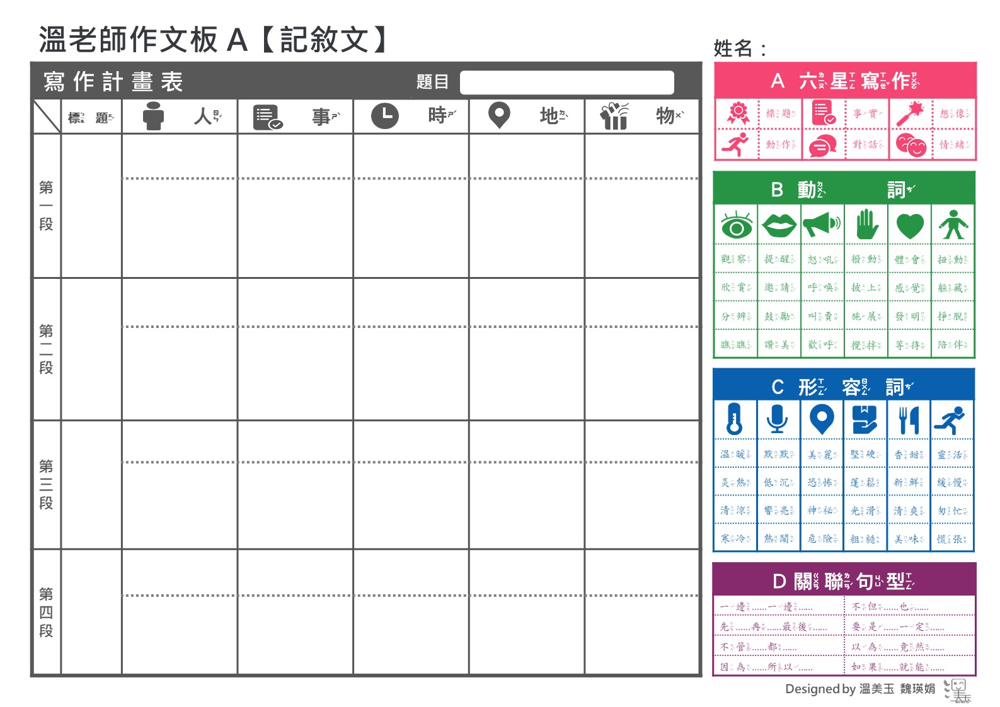 溫老師作文板 A【記敘文】
姓名：
寫作計畫表 題目
標題 人 事 時 地 物
第一段
第二段
第三段
第四段
A 六星寫作
標題 事實 想像
動作 對話 情緒
B 動詞
觀察 提醒 怒吼 撥動 體會 扭動
欣賞 邀請 呼喚 披上 感覺 躲藏
分辨 鼓勵 叫賣 施展 發明 掙脫
瞧瞧 讚美 歡呼 攪拌 等待 陪伴
C 形容詞
溫暖 默默 美麗 堅硬 香甜 靈活
炎熱 低沉 恐怖 蓬鬆 新鮮 緩慢
清涼 響亮 神祕 光滑 清爽 匆忙
寒冷 熱鬧 危險 粗糙 美味 慌張
D 關聯句型
一邊……一邊…… 不但……也……
先……再……最後…… 要是……一定……
不管……都…… 以為……竟然……
因為……所以…… 如果……就能……
Designed by 溫美玉 魏瑛娟